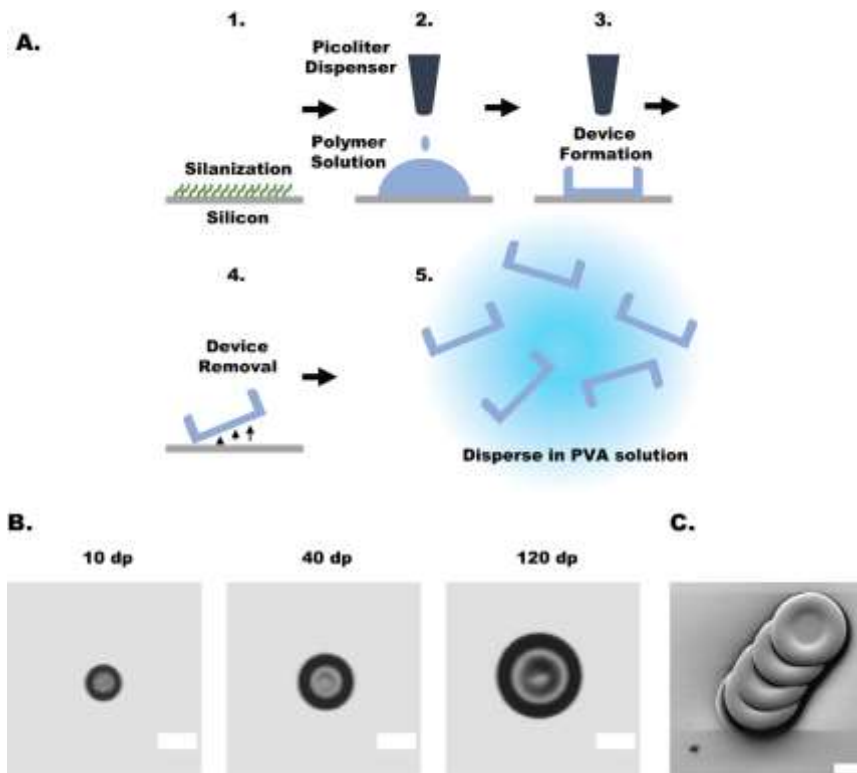 A.
1.
2.
3.
Picoliter
Dispenser
Polymer
Solution
Device
Formation
Silanization
Silicon
4.
5.
Device
Removal
Disperse in PVA solution
B.
C.
10 dp
40 dp
120 dp